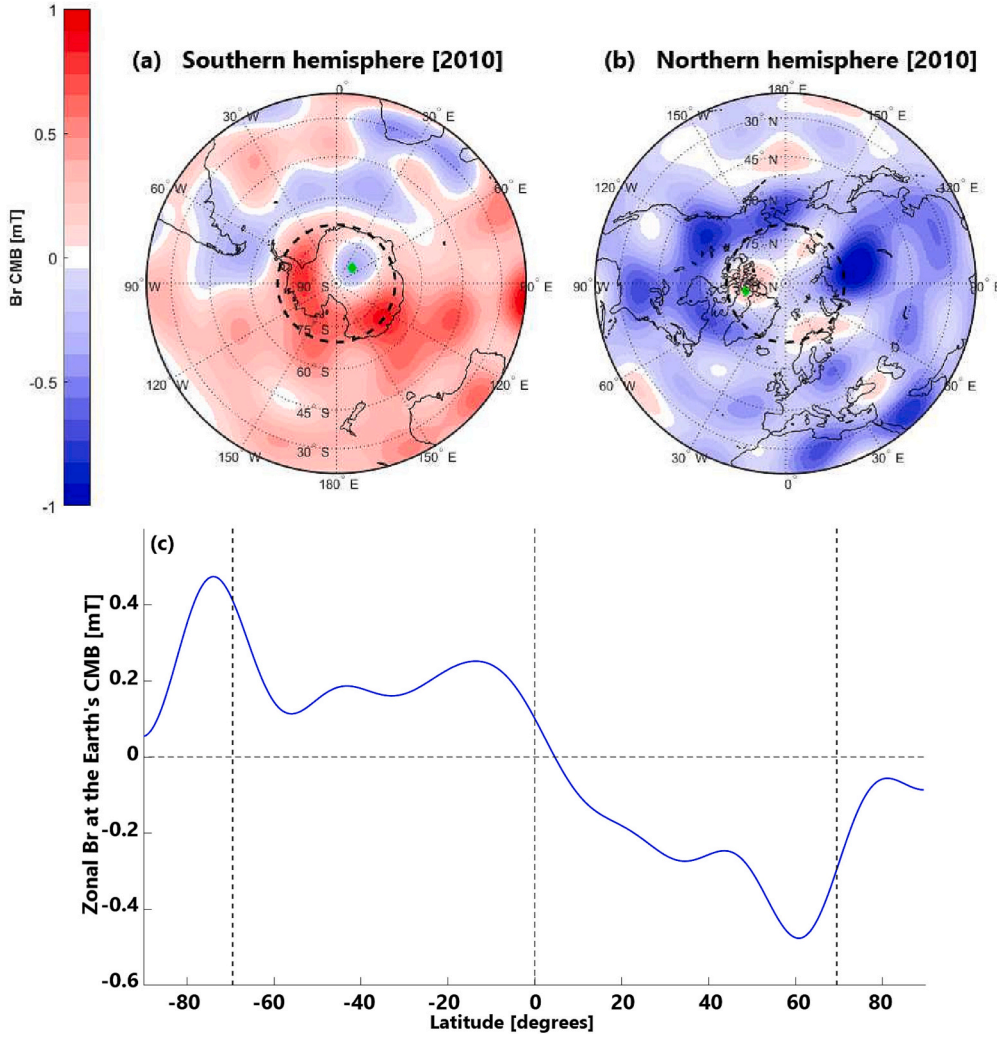 1
0.5
0
-0.5
-1
Br CMB [mT]
(a) Southern hemisphere [2010]
0°
30° W
30° E
60° W
60° E
90° W
90° E
75° S
60° S
45° S
30° S
120° W
120° E
150° W
150° E
180° E
(b) Northern hemisphere [2010]
180° E
150° W
150° E
30° N
45° N
75° N
120° W
120° E
90° W
60° W
60° E
30° W
30° E
0°
(c)
Zonal Br at the Earth's CMB [mT]
0.4
0.2
0
-0.2
-0.4
-0.6
-80 -60 -40 -20 0 20 40 60 80
Latitude [degrees]